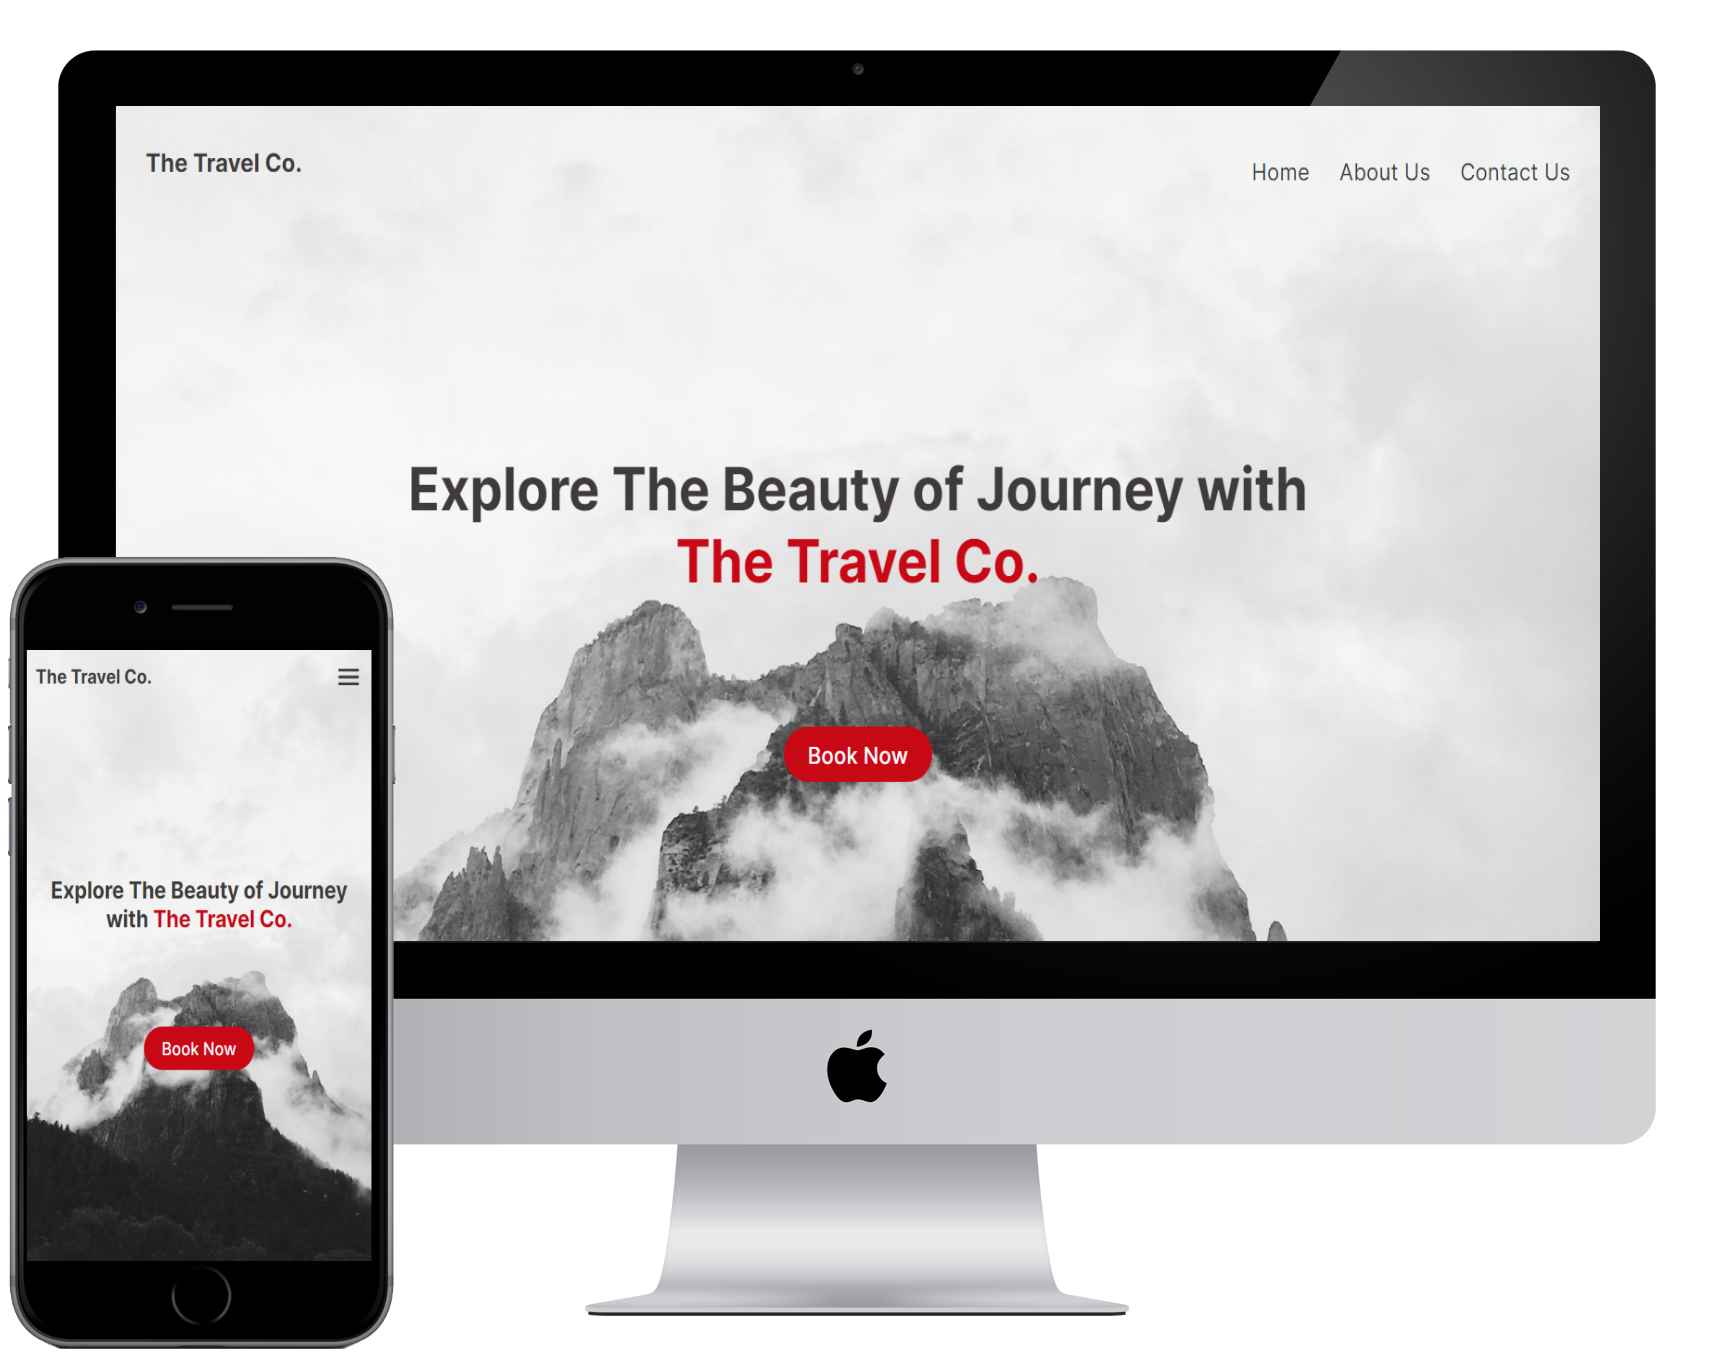 The Travel Co.
Home About Us Contact Us
Explore The Beauty of Journey with
The Travel Co.
Book Now
The Travel Co.
Explore The Beauty of Journey
with The Travel Co.
Book Now